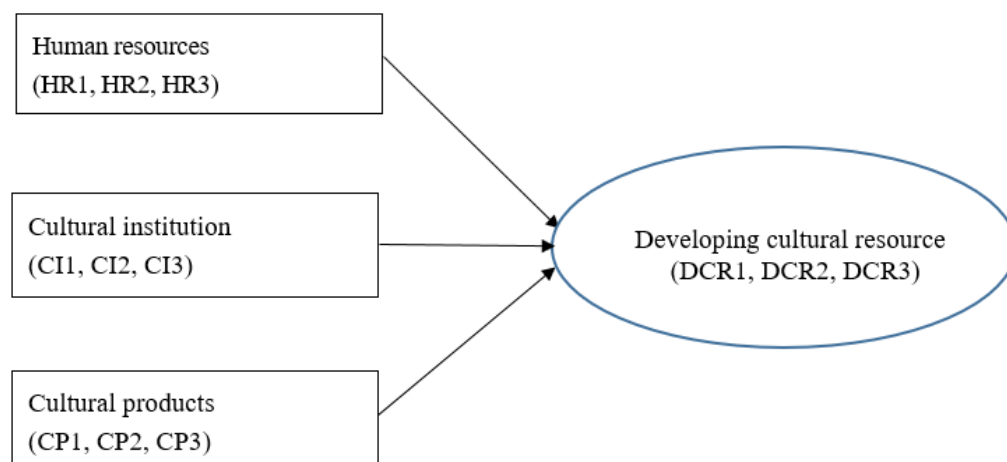 Human resources
(HR1, HR2, HR3)
Cultural institution
(CI1, CI2, CI3)
Developing cultural resource
(DCR1, DCR2, DCR3)
Cultural products
(CP1, CP2, CP3)